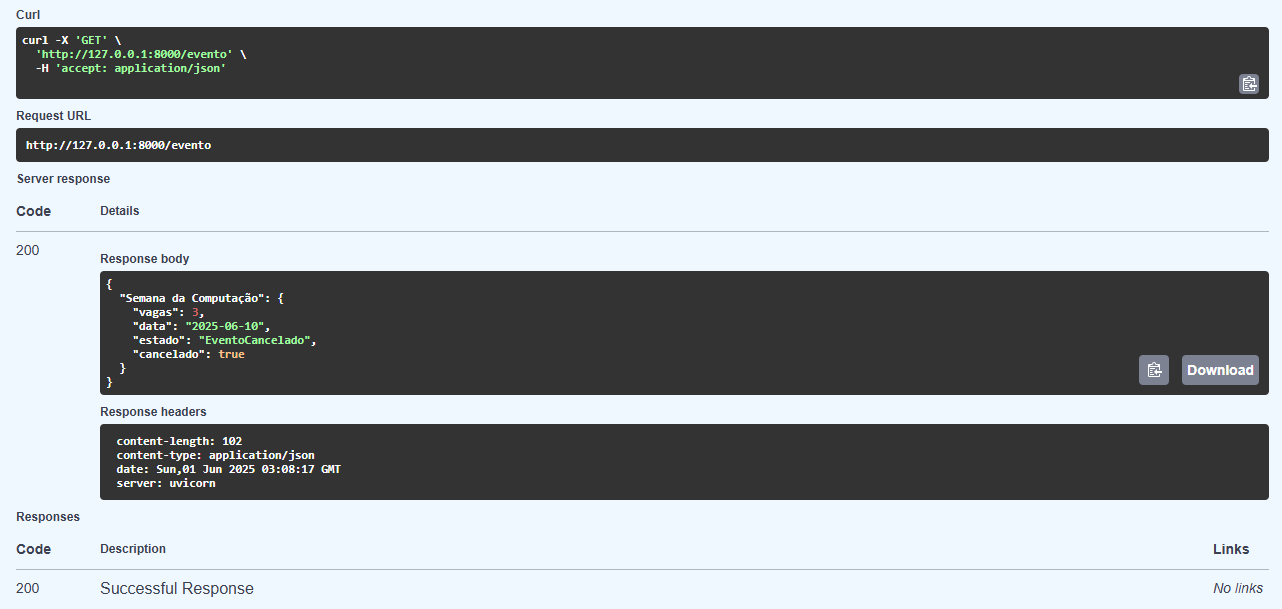 Curl
curl -X 'GET' \
  'http://127.0.0.1:8000/evento' \
  -H 'accept: application/json'
Request URL
http://127.0.0.1:8000/evento
Server response
Code Details
200
Response body
{
  "Semana da Computação": {
    "vagas": 3,
    "data": "2025-06-10",
    "estado": "EventoCancelado",
    "cancelado": true
  }
}
Download
Response headers
content-length: 102
content-type: application/json
date: Sun,01 Jun 2025 03:08:17 GMT
server: uvicorn
Responses
Code Description Links
200 Successful Response No links